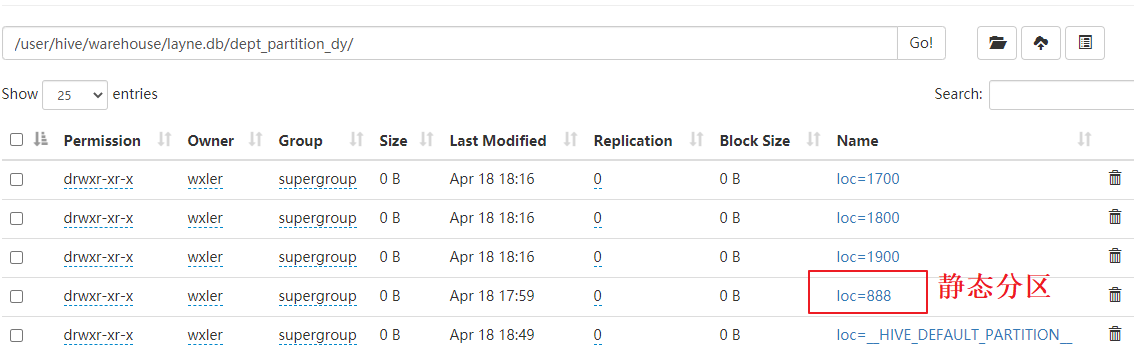 /user/hive/warehouse/layne.db/dept_partition_dy/ Go!
Show 25 entries Search:
Permission Owner Group Size Last Modified Replication Block Size Name
drwxr-xr-x wxler supergroup 0 B Apr 18 18:16 0 0 B loc=1700
drwxr-xr-x wxler supergroup 0 B Apr 18 18:16 0 0 B loc=1800
drwxr-xr-x wxler supergroup 0 B Apr 18 18:16 0 0 B loc=1900
drwxr-xr-x wxler supergroup 0 B Apr 18 17:59 0 0 B loc=888 静态分区
drwxr-xr-x wxler supergroup 0 B Apr 18 18:49 0 0 B loc=__HIVE_DEFAULT_PARTITION__